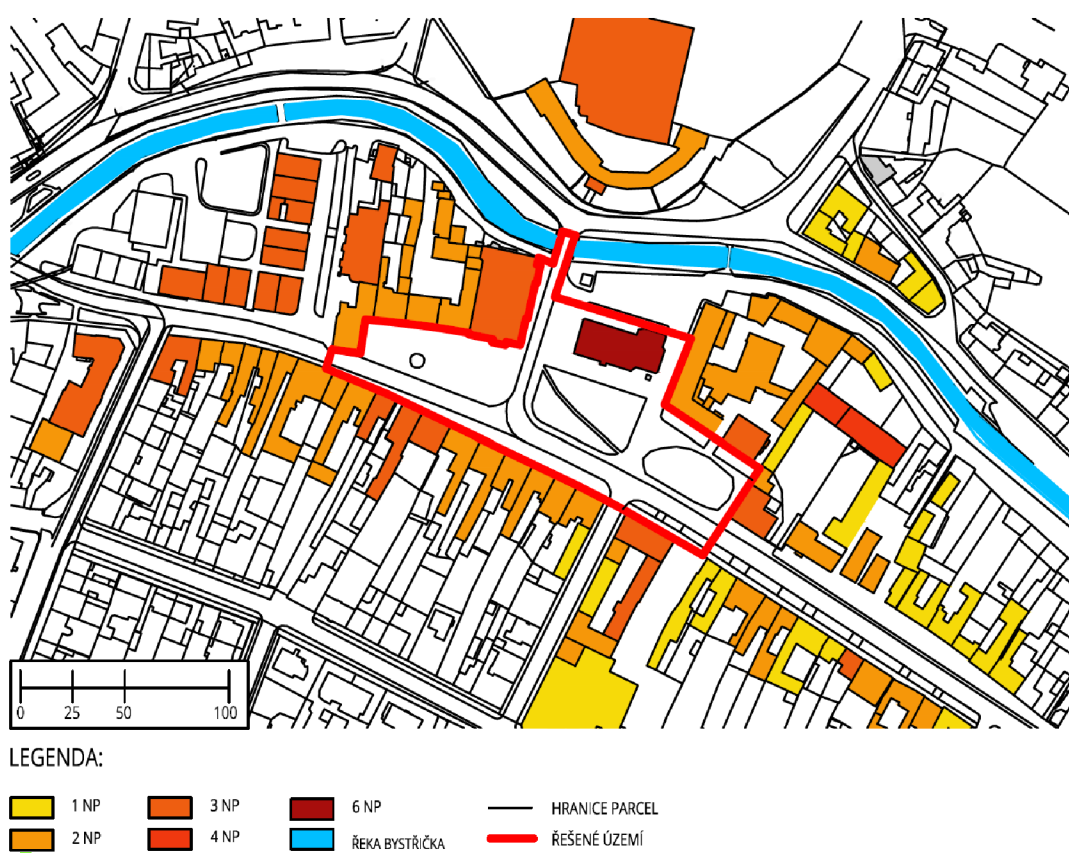 0 25 50 100
LEGENDA:
1 NP 3 NP 6 NP HRANICE PARCEL
2 NP 4 NP ŘEKA BYSTŘIČKA ŘEŠENÉ ÚZEMÍ